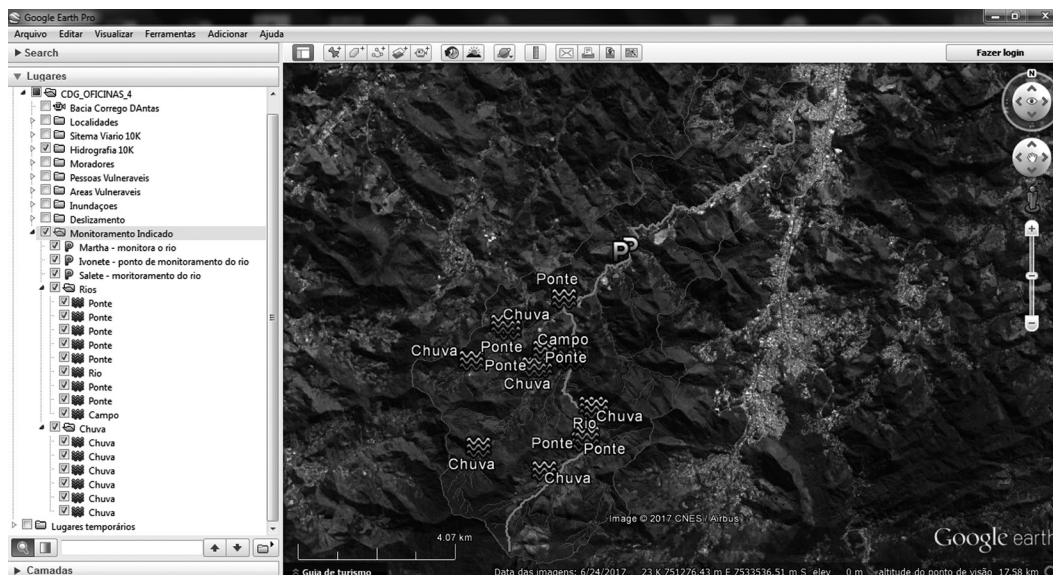 Google Earth Pro
Arquivo Editar Visualizar Ferramentas Adicionar Ajuda
Search
Fazer login
Lugares
CDG_OFICINAS_4
Bacia Corrego DAntas
Localidades
Sitema Viario 10K
Hidrografia 10K
Moradores
Pessoas Vulneraveis
Areas Vulneraveis
Inundaçoes
Deslizamento
Monitoramento Indicado
Martha - monitora o rio
Ivonete - ponto de monitoramento do rio
Salete - moritoramento do rio
Rios
Ponte
Ponte
Ponte
Ponte
Ponte
Rio
Ponte
Ponte
Campo
Chuva
Chuva
Chuva
Chuva
Chuva
Chuva
Chuva
Lugares temporários
Camadas
N
P P
Ponte
Chuva
Ponte Campo
Chuva Ponte Ponte
Chuva
Chuva
Rio
Ponte Ponte
Chuva
Chuva
Image © 2017 CNES / Airbus
4.07 km
Google earth
Guia de turismo
Data das imagens: 6/24/2017 23 K 751276.43 m E 7533536.51 m S elev 0 m altitude do ponto de visão 17.58 km